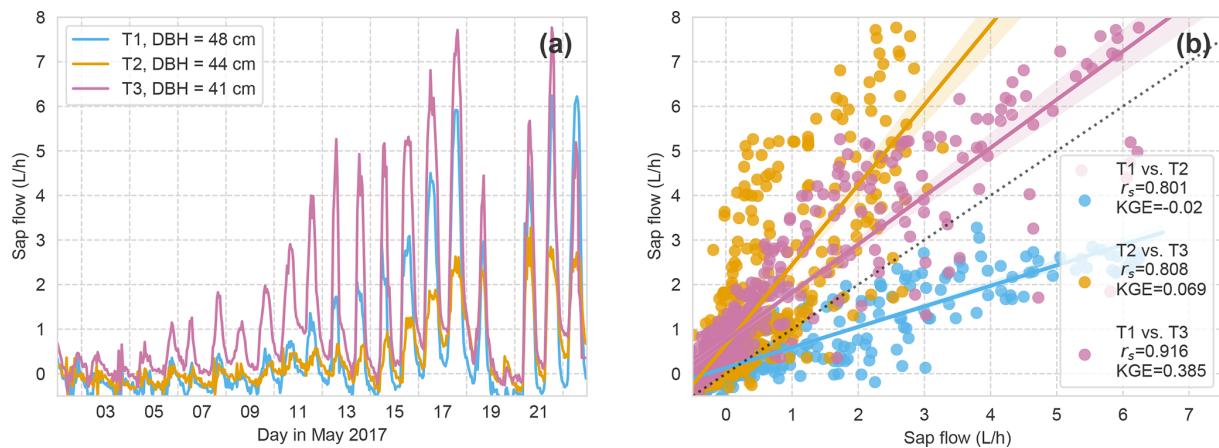 8
7
6
5
4
3
2
1
0
Sap flow (L/h)
T1, DBH = 48 cm
T2, DBH = 44 cm
T3, DBH = 41 cm
(a)
03 05 07 09 11 13 15 17 19 21
Day in May 2017
8
7
6
5
4
3
2
1
0
Sap flow (L/h)
(b)
T1 vs. T2
rs=0.801
KGE=-0.02
T2 vs. T3
rs=0.808
KGE=0.069
T1 vs. T3
rs=0.916
KGE=0.385
0 1 2 3 4 5 6 7
Sap flow (L/h)